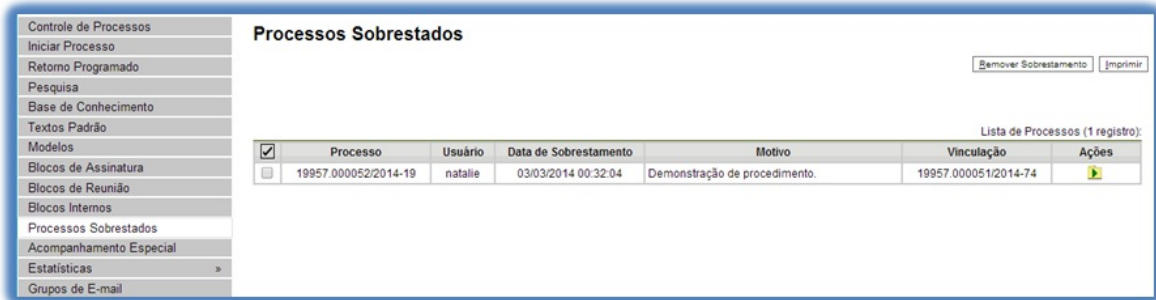 Controle de Processos
Iniciar Processo
Retorno Programado
Pesquisa
Base de Conhecimento
Textos Padrão
Modelos
Blocos de Assinatura
Blocos de Reunião
Blocos Internos
Processos Sobrestados
Acompanhamento Especial
Estatísticas »
Grupos de E-mail
Processos Sobrestados
Remover Sobrestamento Imprimir
Lista de Processos (1 registro):
Processo Usuário Data de Sobrestamento Motivo Vinculação Ações
19957.000052/2014-19 natalie 03/03/2014 00:32:04 Demonstração de procedimento. 19957.000051/2014-74